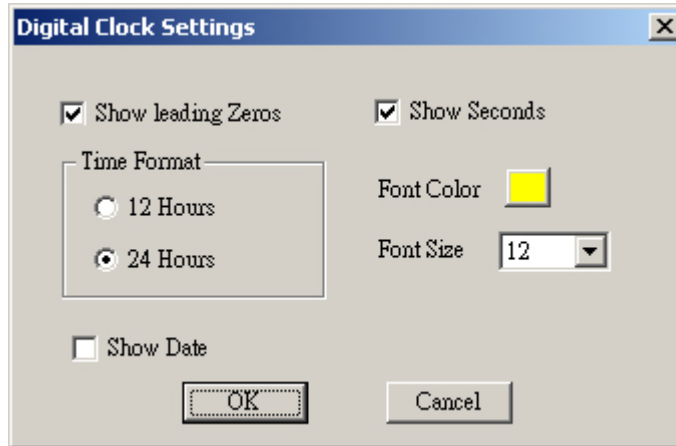 Digital Clock Settings
Show leading Zeros
Show Seconds
Time Format
12 Hours
24 Hours
Font Color
Font Size
12
Show Date
OK
Cancel